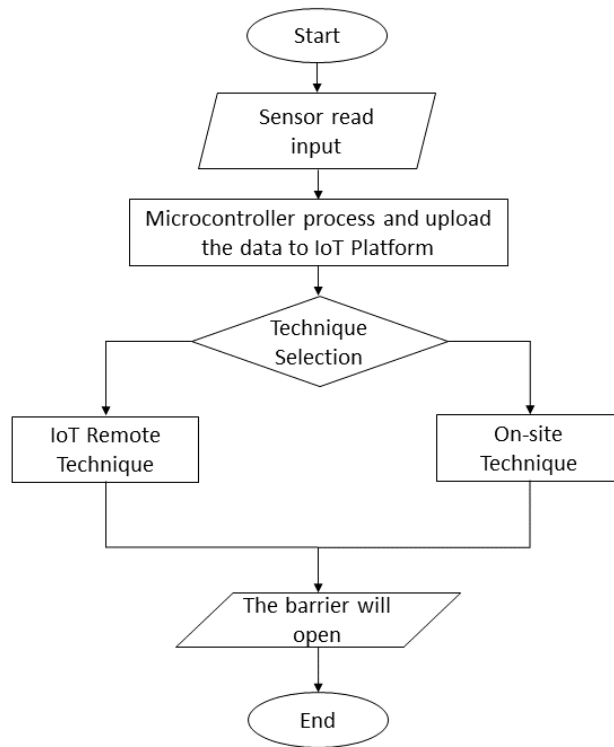 Start
Sensor read
input
Microcontroller process and upload
the data to IoT Platform
Technique
Selection
IoT Remote
Technique
On-site
Technique
The barrier will
open
End